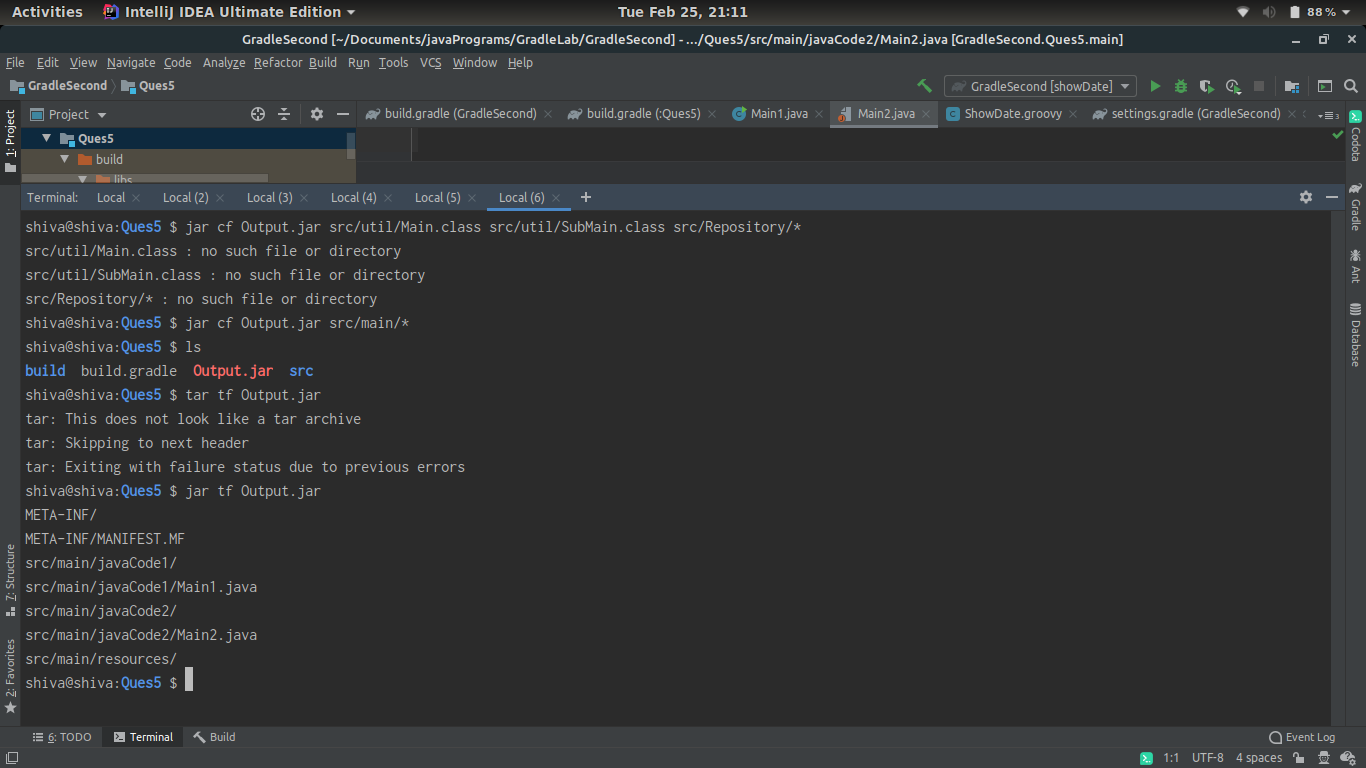 Activities IntelliJ IDEA Ultimate Edition Tue Feb 25, 21:11 88%
GradleSecond [~/Documents/javaPrograms/GradleLab/GradleSecond] - .../Ques5/src/main/javaCode2/Main2.java [GradleSecond.Ques5.main]
File Edit View Navigate Code Analyze Refactor Build Run Tools VCS Window Help
GradleSecond Ques5 GradleSecond [showDate]
1: Project
Project build.gradle (GradleSecond) build.gradle (:Ques5) Main1.java Main2.java ShowDate.groovy settings.gradle (GradleSecond) 3
Ques5
build
libs
Codota
Gradle
Ant
Database
Terminal: Local Local (2) Local (3) Local (4) Local (5) Local (6) +
shiva@shiva:Ques5 $ jar cf Output.jar src/util/Main.class src/util/SubMain.class src/Repository/*
src/util/Main.class : no such file or directory
src/util/SubMain.class : no such file or directory
src/Repository/* : no such file or directory
shiva@shiva:Ques5 $ jar cf Output.jar src/main/*
shiva@shiva:Ques5 $ ls
build build.gradle Output.jar src
shiva@shiva:Ques5 $ tar tf Output.jar
tar: This does not look like a tar archive
tar: Skipping to next header
tar: Exiting with failure status due to previous errors
shiva@shiva:Ques5 $ jar tf Output.jar
META-INF/
META-INF/MANIFEST.MF
src/main/javaCode1/
src/main/javaCode1/Main1.java
src/main/javaCode2/
src/main/javaCode2/Main2.java
src/main/resources/
shiva@shiva:Ques5 $
7: Structure
2: Favorites
6: TODO Terminal Build Event Log
1:1 UTF-8 4 spaces